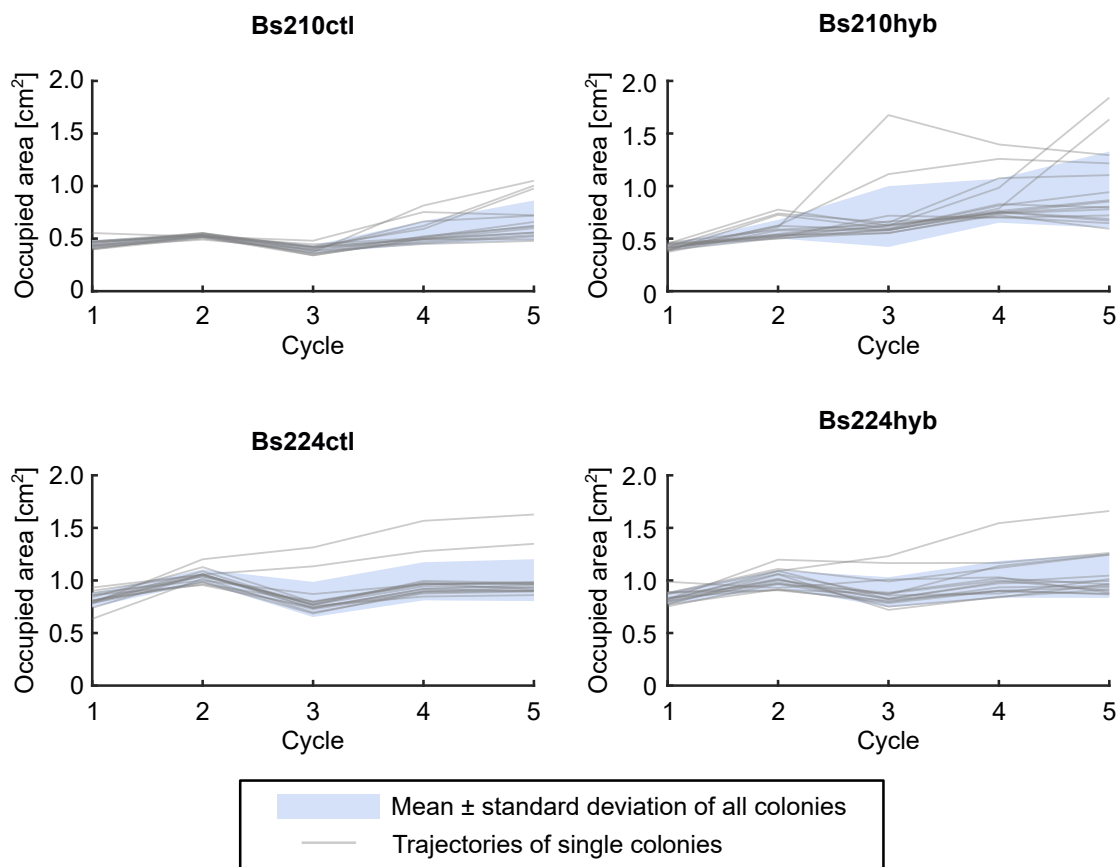 Bs210ctl
Occupied area [cm²]
2.0
1.5
1.0
0.5
0
1 2 3 4 5
Cycle
Bs210hyb
Occupied area [cm²]
2.0
1.5
1.0
0.5
0
1 2 3 4 5
Cycle
Bs224ctl
Occupied area [cm²]
2.0
1.5
1.0
0.5
0
1 2 3 4 5
Cycle
Bs224hyb
Occupied area [cm²]
2.0
1.5
1.0
0.5
0
1 2 3 4 5
Cycle
Mean ± standard deviation of all colonies
Trajectories of single colonies